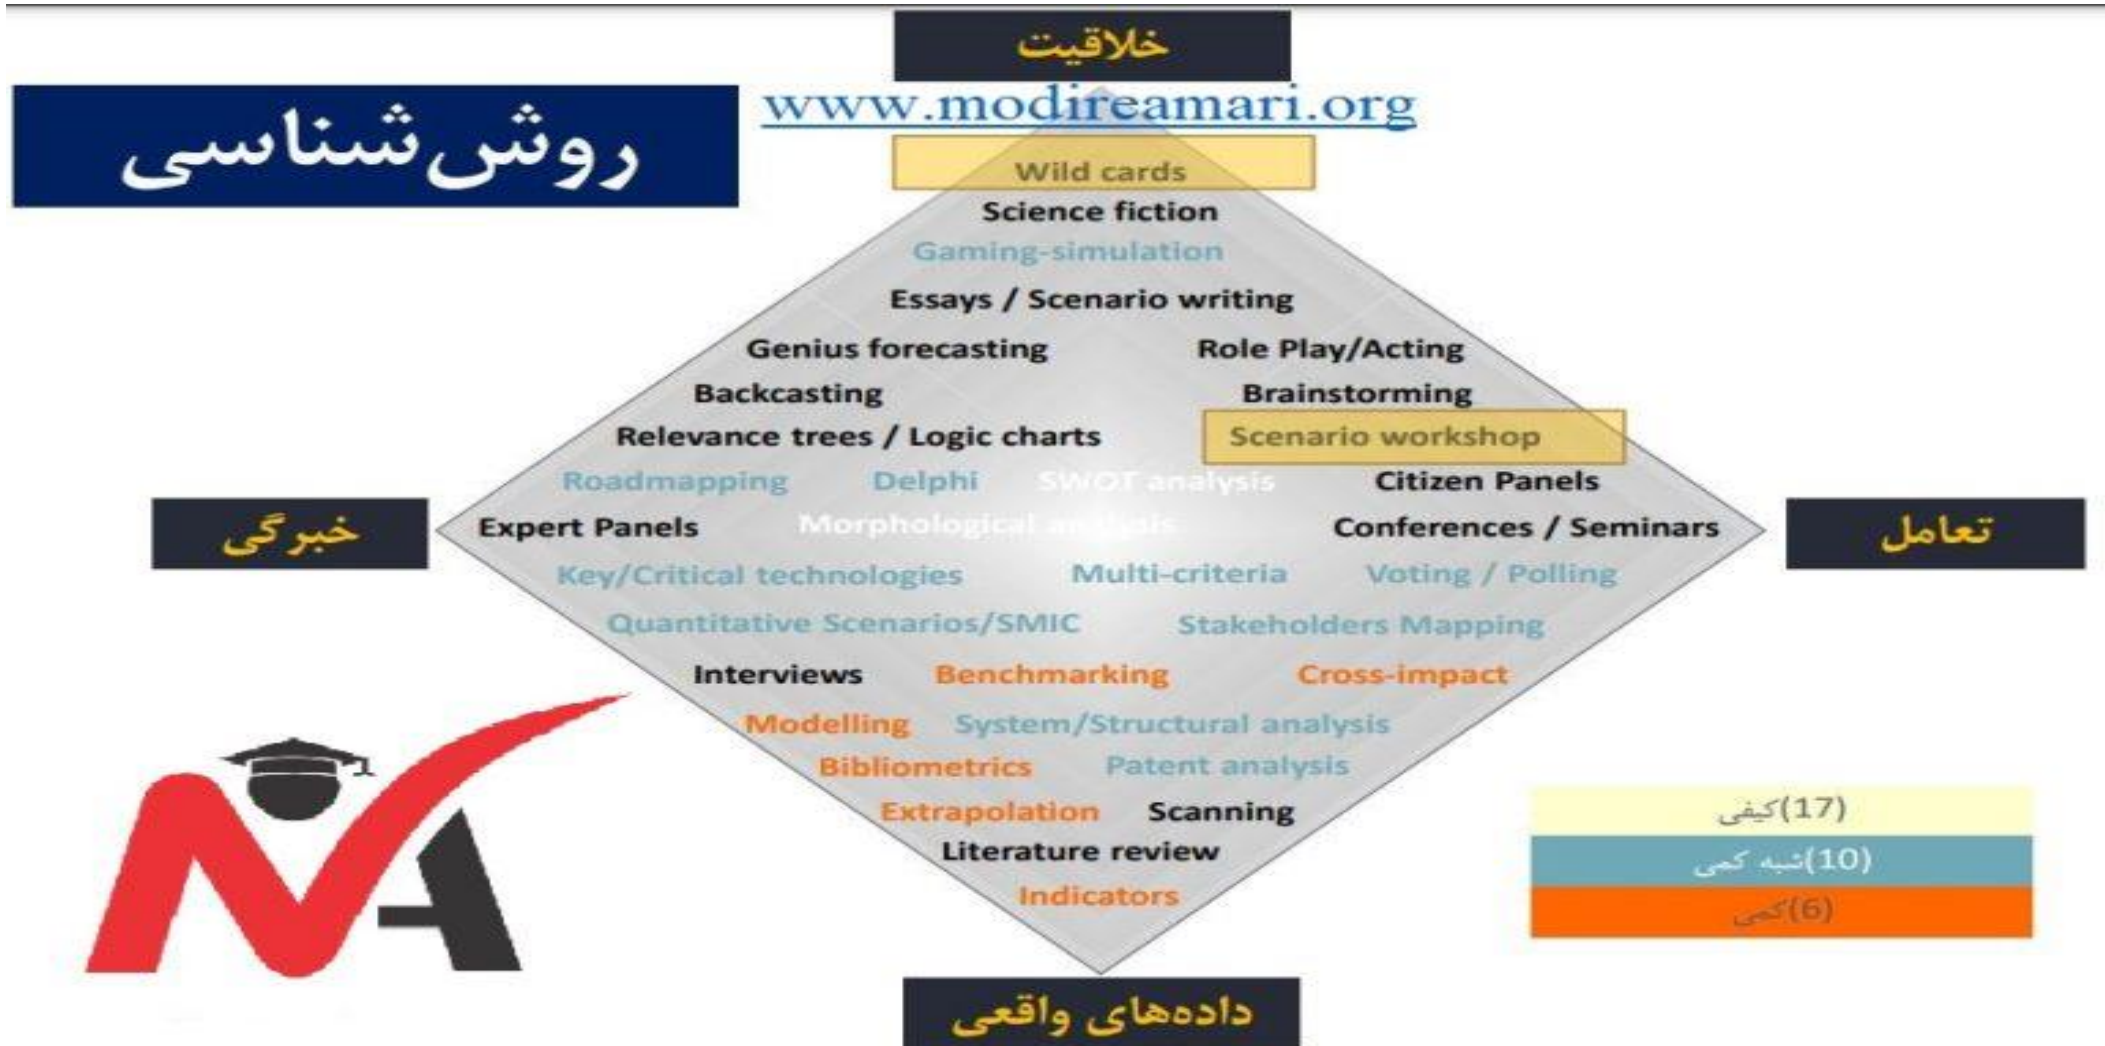 خلاقیت
روش‌شناسی
www.modireamari.org
Wild cards
Science fiction
Gaming-simulation
Essays / Scenario writing
Genius forecasting Role Play/Acting
Backcasting Brainstorming
Relevance trees / Logic charts Scenario workshop
Roadmapping Delphi SWOT analysis Citizen Panels
خبرگی
Expert Panels Morphological analysis Conferences / Seminars
تعامل
Key/Critical technologies Multi-criteria Voting / Polling
Quantitative Scenarios/SMIC Stakeholders Mapping
Interviews Benchmarking Cross-impact
Modelling System/Structural analysis
Bibliometrics Patent analysis
Extrapolation Scanning
Literature review
Indicators
کیفی(17)
شبه کمی(10)
کمی(6)
داده‌های واقعی